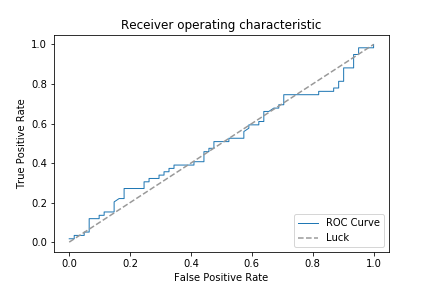 Receiver operating characteristic
True Positive Rate
1.0
0.8
0.6
0.4
0.2
0.0
ROC Curve
Luck
0.0 0.2 0.4 0.6 0.8 1.0
False Positive Rate